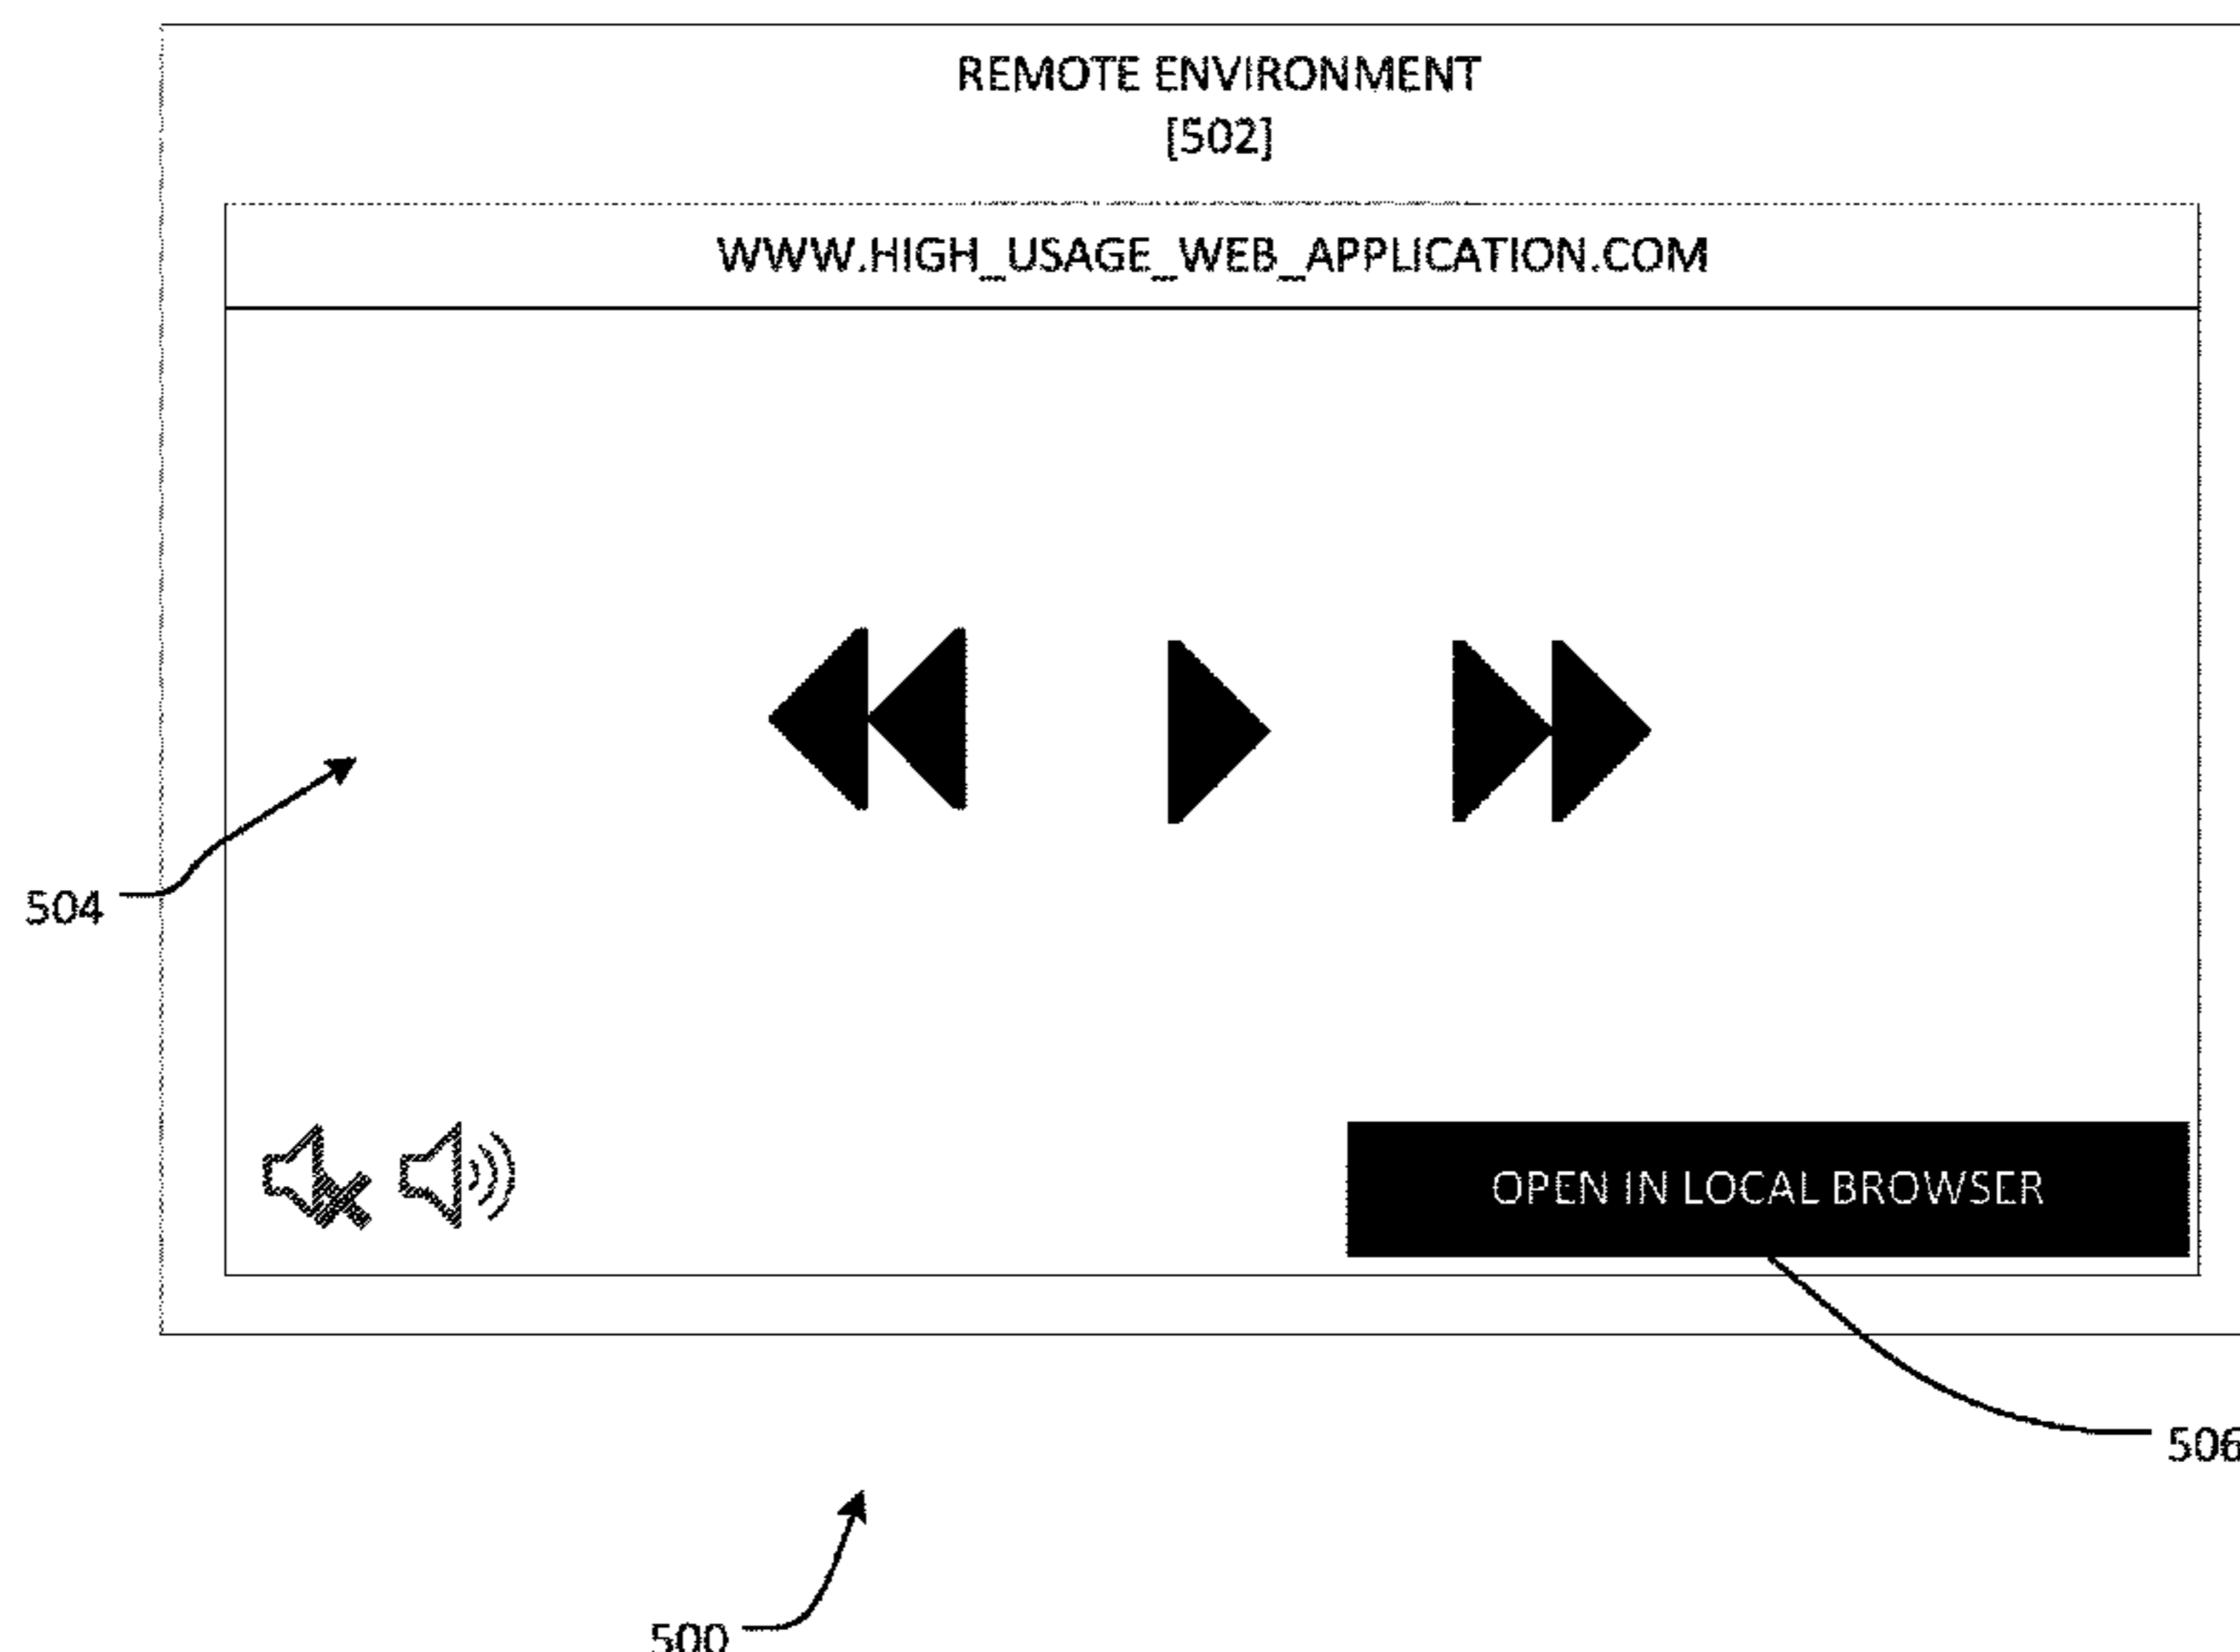 REMOTE ENVIRONMENT
[502]
WWW.HIGH_USAGE_WEB_APPLICATION.COM
504
OPEN IN LOCAL BROWSER
506
500